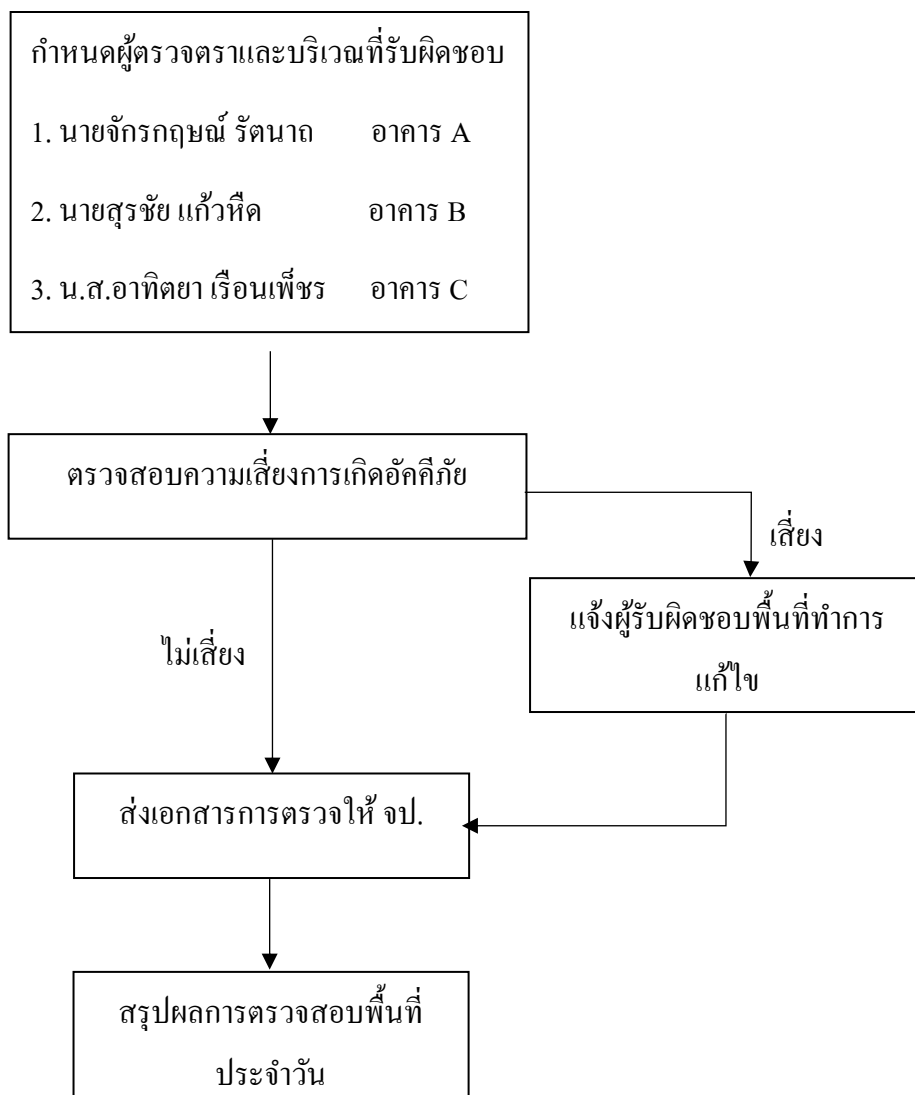 กำหนดผู้ตรวจตราและบริเวณที่รับผิดชอบ
1. นายจักรกฤษณ์ รัตนาถ อาคาร A
2. นายสุรชัย แก้วหืด อาคาร B
3. น.ส.อาทิตยา เรือนเพ็ชร อาคาร C
ตรวจสอบความเสี่ยงการเกิดอัคคีภัย
เสี่ยง
แจ้งผู้รับผิดชอบพื้นที่ทำการ
แก้ไข
ไม่เสี่ยง
ส่งเอกสารการตรวจให้ จป.
สรุปผลการตรวจสอบพื้นที่
ประจำวัน